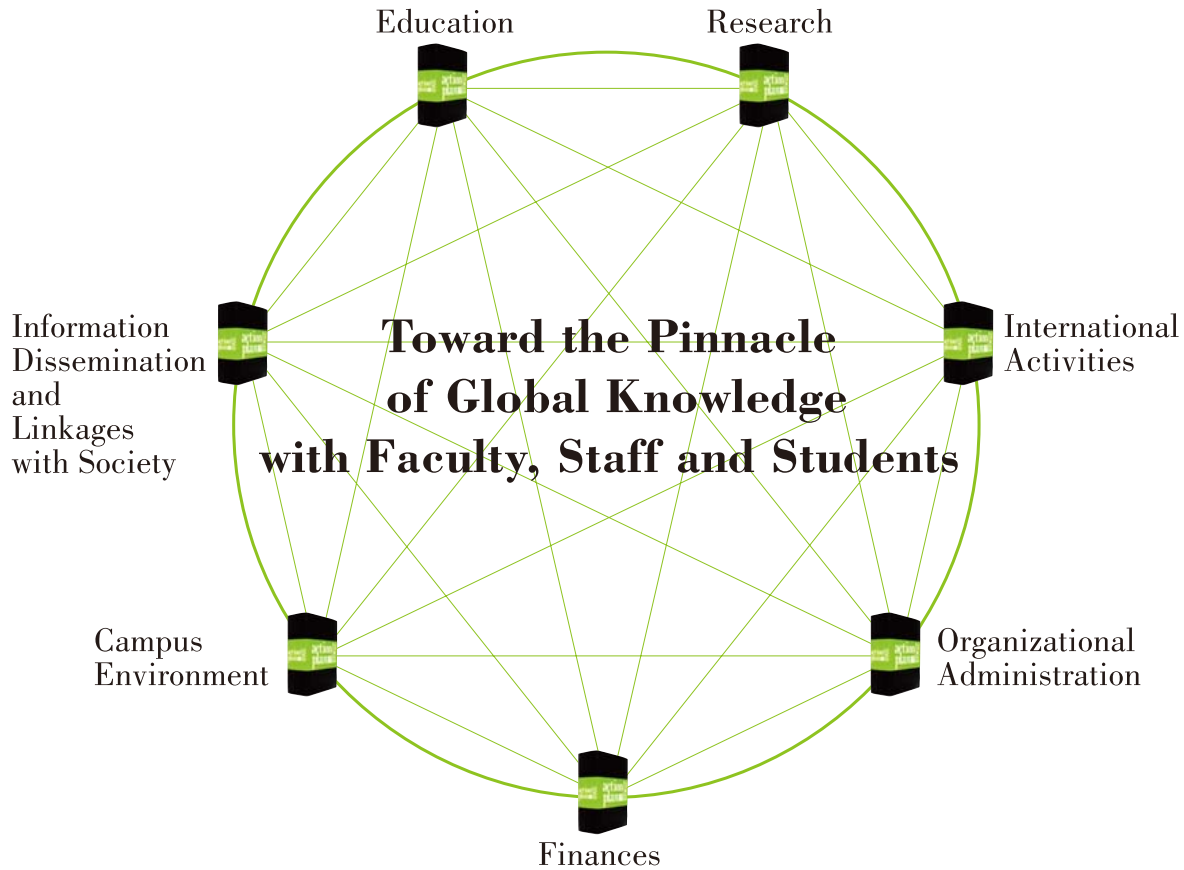 Education
Research
Information
Dissemination
and
Linkages
with Society
International
Activities
Toward the Pinnacle
of Global Knowledge
with Faculty, Staff and Students
Campus
Environment
Organizational
Administration
Finances